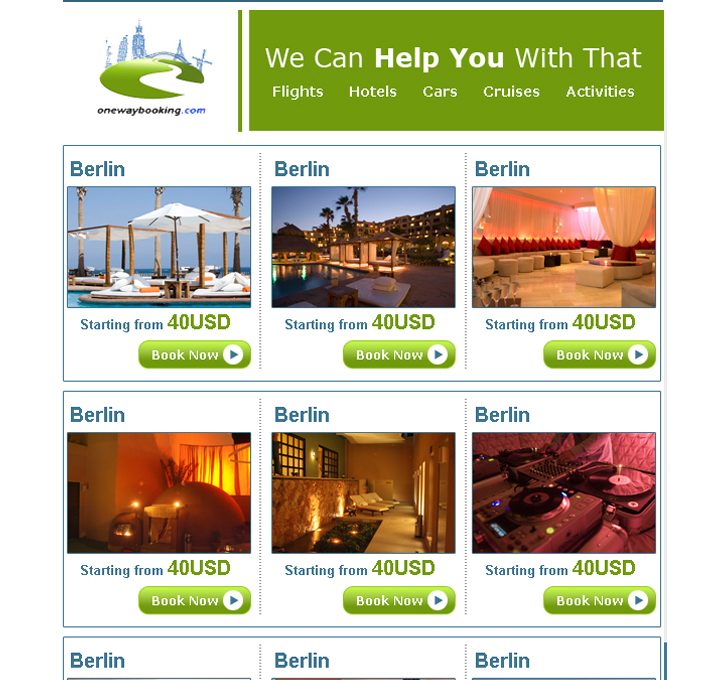 We Can Help You With That
Flights Hotels Cars Cruises Activities
onewaybooking.com
Berlin Berlin Berlin
Starting from 40USD Starting from 40USD Starting from 40USD
Book Now Book Now Book Now
Berlin Berlin Berlin
Starting from 40USD Starting from 40USD Starting from 40USD
Book Now Book Now Book Now
Berlin Berlin Berlin